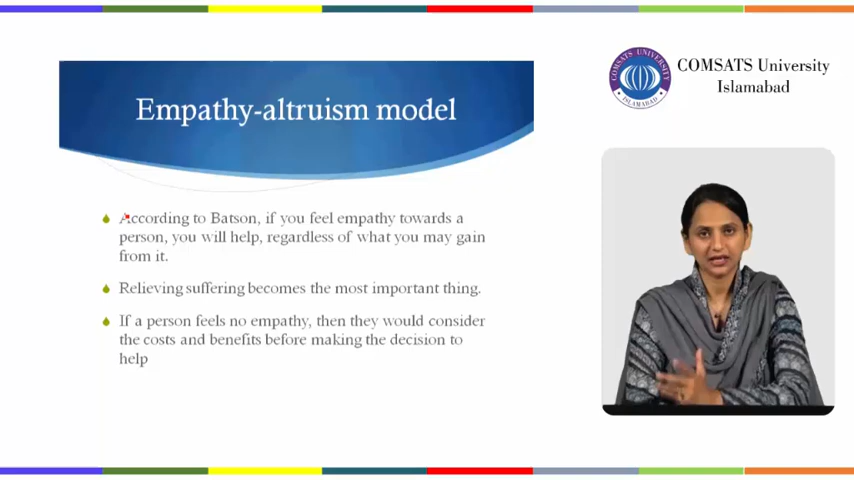 COMSATS University
Islamabad
COMSATS UNIVERSITY
ISLAMABAD
Empathy-altruism model
According to Batson, if you feel empathy towards a
person, you will help, regardless of what you may gain
from it.
Relieving suffering becomes the most important thing.
If a person feels no empathy, then they would consider
the costs and benefits before making the decision to
help